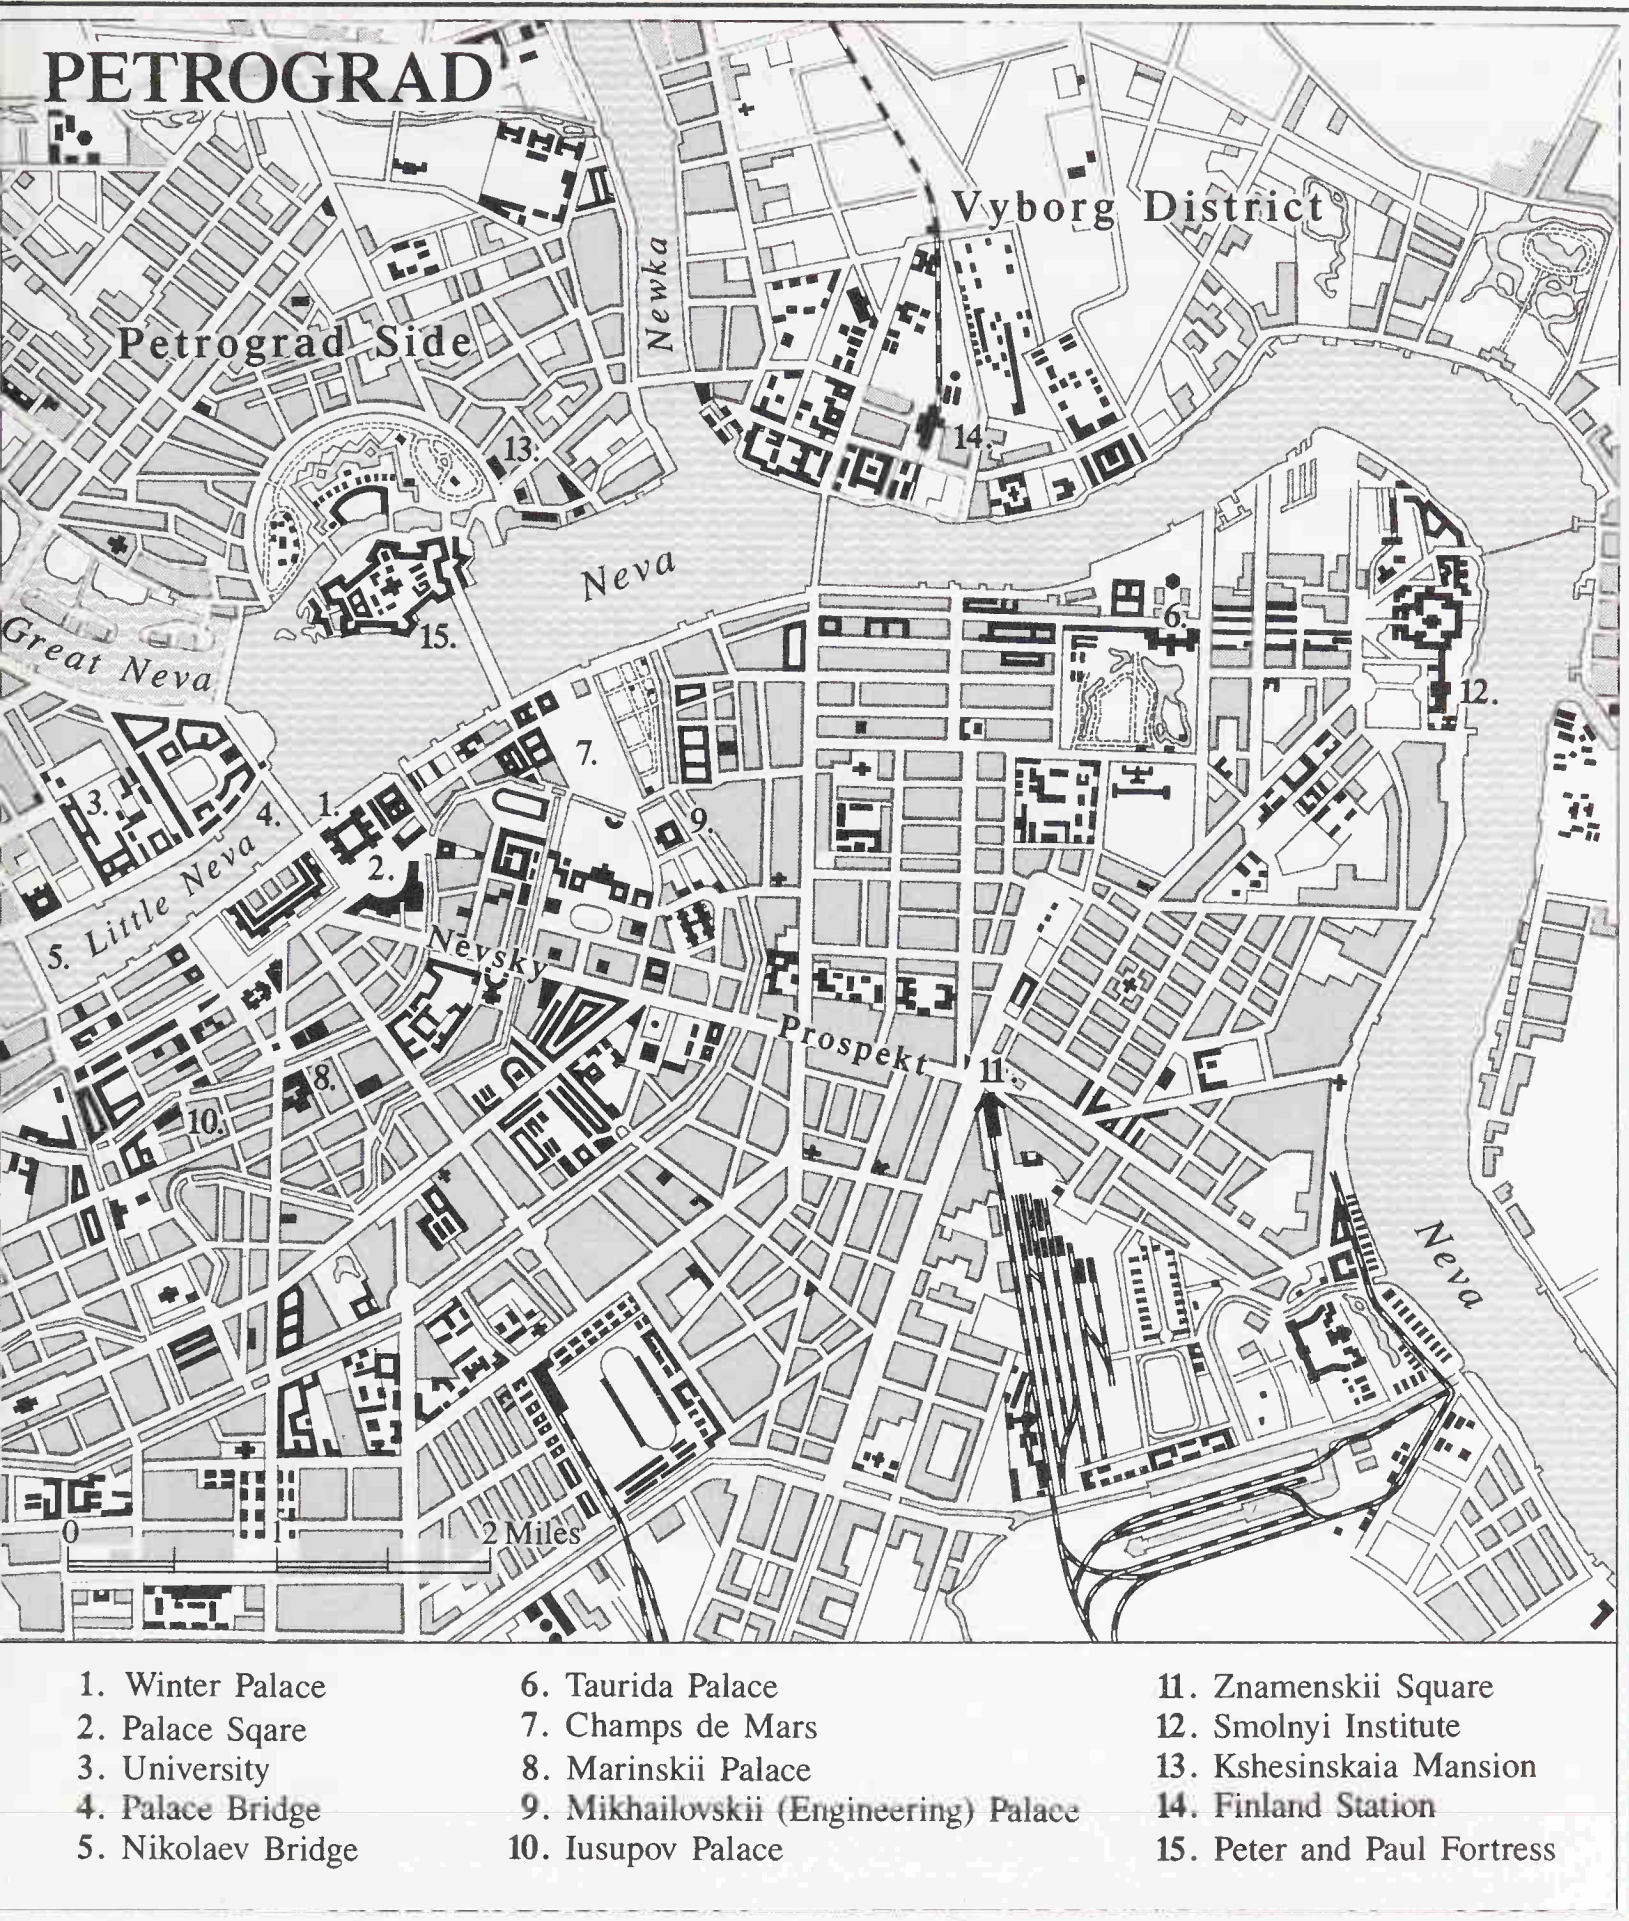 PETROGRAD
Vyborg District
Newka
Petrograd Side
13.
14.
Neva
6.
15.
Great Neva
12.
7.
3.
4.
1.
9.
2.
Little Neva
5.
Nevsky
Prospekt
11.
8.
10.
Neva
0 1 2 Miles
1. Winter Palace
2. Palace Sqare
3. University
4. Palace Bridge
5. Nikolaev Bridge
6. Taurida Palace
7. Champs de Mars
8. Marinskii Palace
9. Mikhailovskii (Engineering) Palace
10. Iusupov Palace
11. Znamenskii Square
12. Smolnyi Institute
13. Kshesinskaia Mansion
14. Finland Station
15. Peter and Paul Fortress